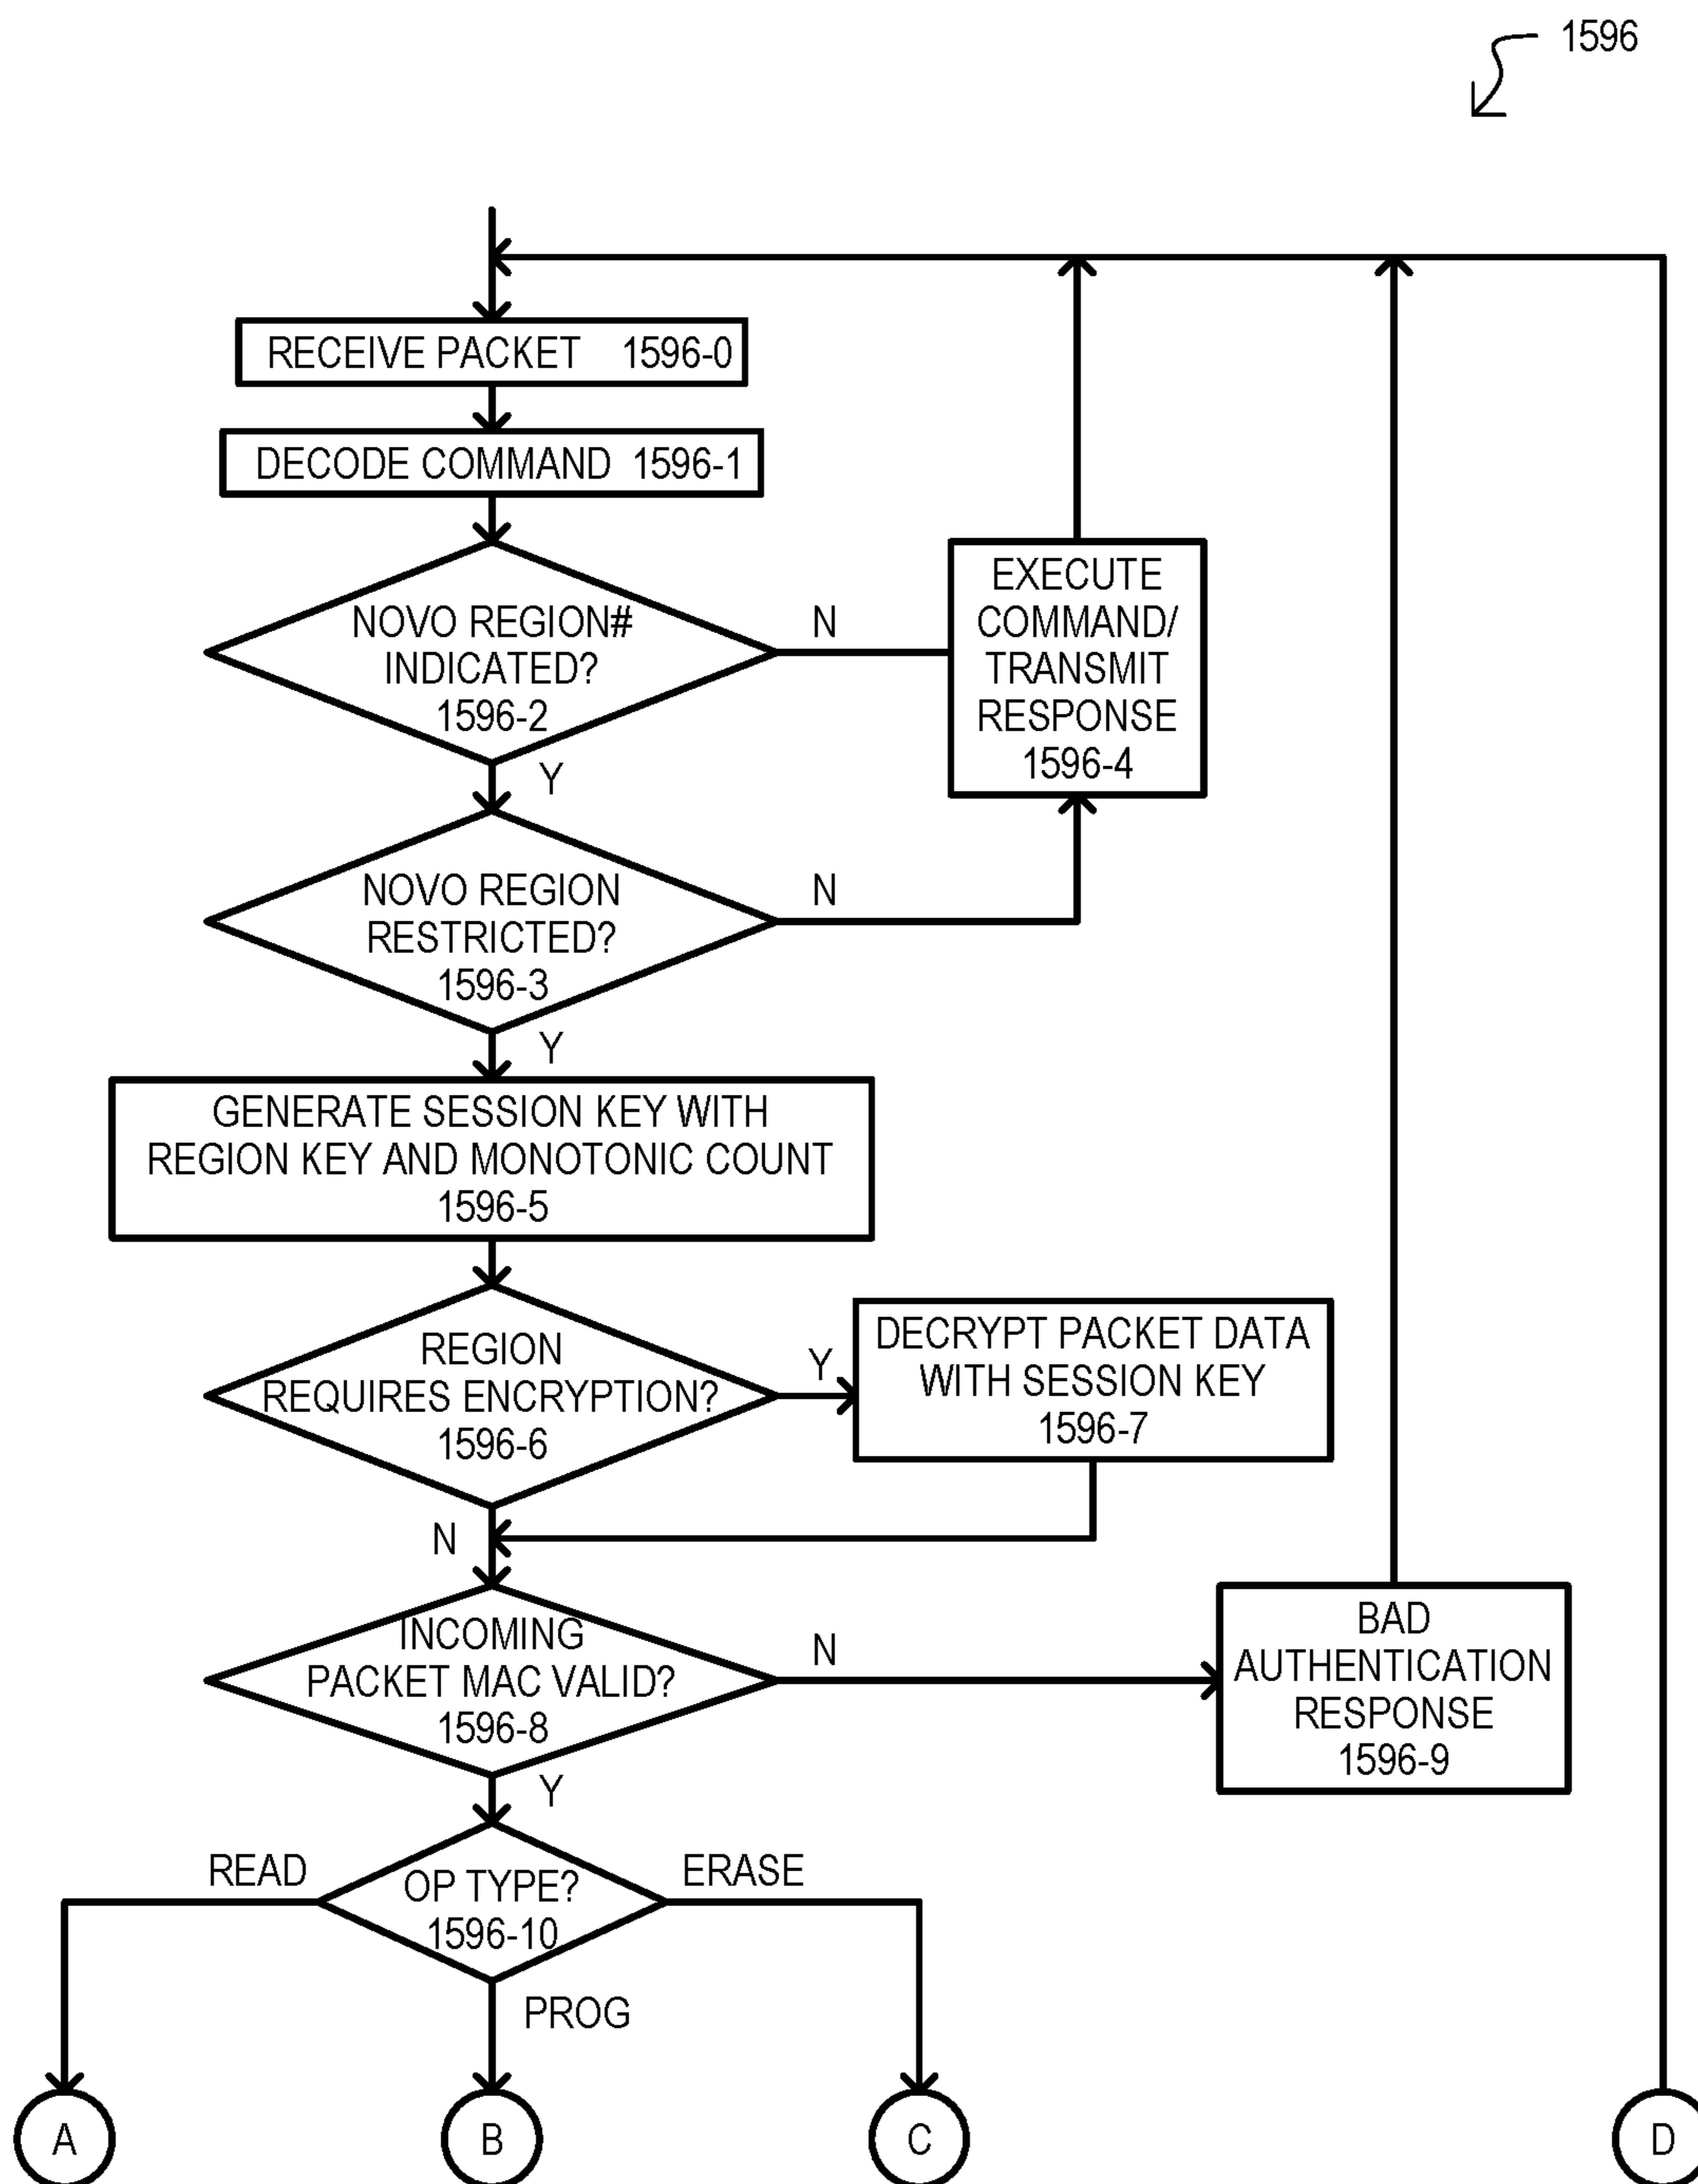 1596
RECEIVE PACKET 1596-0
DECODE COMMAND 1596-1
NOVO REGION#
INDICATED?
1596-2
N
EXECUTE
COMMAND/
TRANSMIT
RESPONSE
1596-4
Y
NOVO REGION
RESTRICTED?
1596-3
N
Y
GENERATE SESSION KEY WITH
REGION KEY AND MONOTONIC COUNT
1596-5
REGION
REQUIRES ENCRYPTION?
1596-6
Y
DECRYPT PACKET DATA
WITH SESSION KEY
1596-7
N
INCOMING
PACKET MAC VALID?
1596-8
N
BAD
AUTHENTICATION
RESPONSE
1596-9
Y
OP TYPE?
1596-10
READ
ERASE
PROG
A
B
C
D